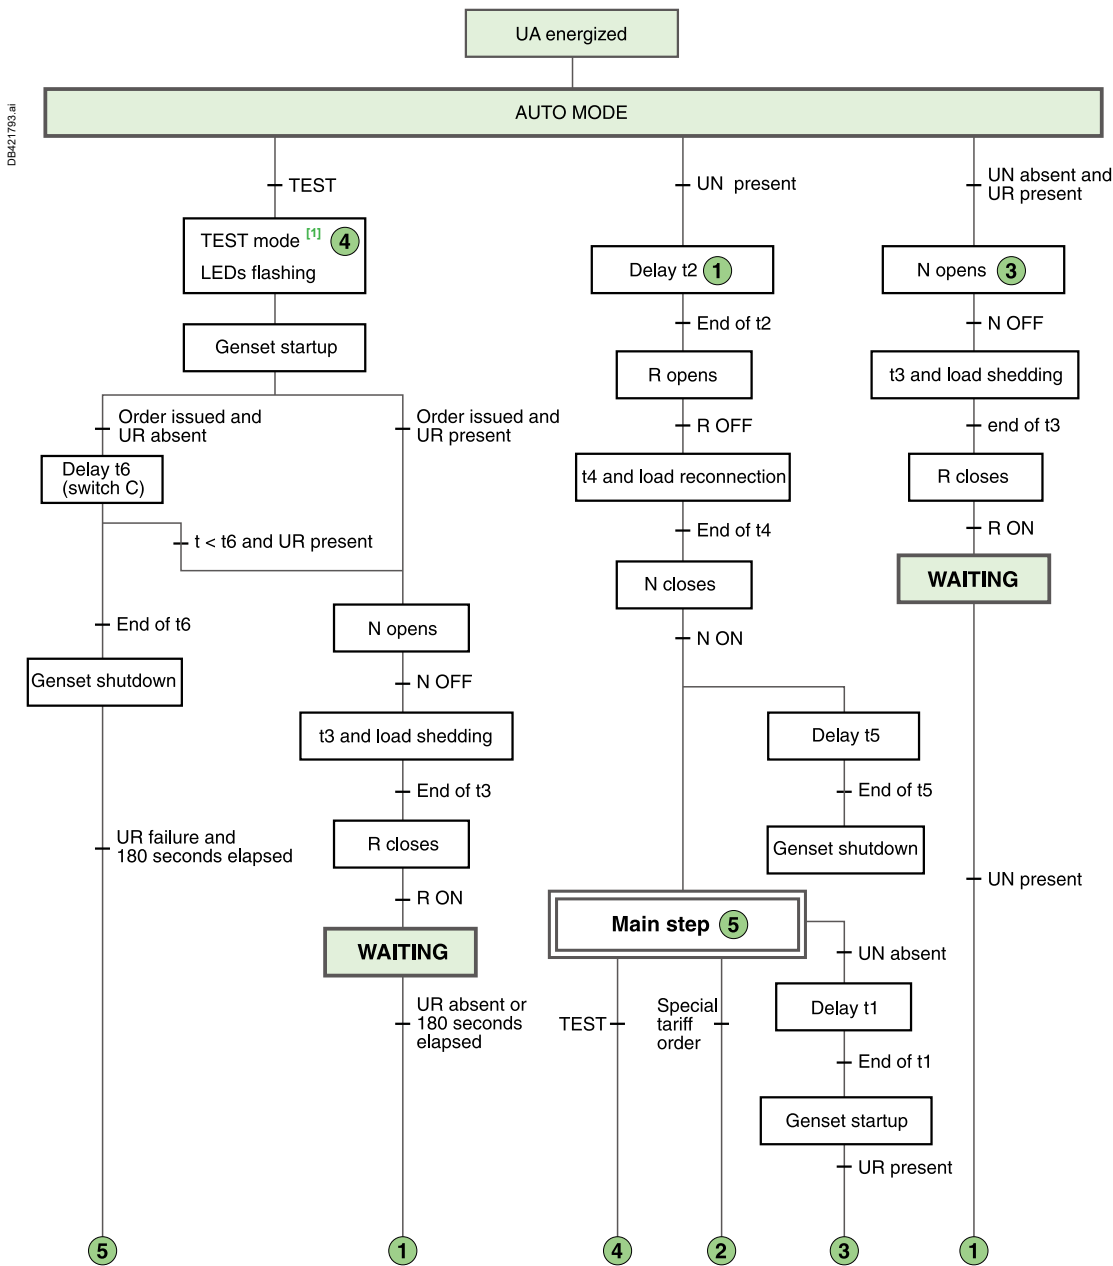 UA energized
DB421793.ai
AUTO MODE
TEST
TEST mode [1] 4
LEDs flashing
Genset startup
Order issued and
UR absent
Order issued and
UR present
Delay t6
(switch C)
t < t6 and UR present
End of t6
Genset shutdown
UR failure and
180 seconds elapsed
5
N opens
N OFF
t3 and load shedding
End of t3
R closes
R ON
WAITING
UR absent or
180 seconds
elapsed
1
UN present
Delay t2 1
End of t2
R opens
R OFF
t4 and load reconnection
End of t4
N closes
N ON
Delay t5
End of t5
Genset shutdown
Main step 5
TEST
4
Special
tariff
order
2
UN absent
Delay t1
End of t1
Genset startup
UR present
3
UN absent and
UR present
N opens 3
N OFF
t3 and load shedding
end of t3
R closes
R ON
WAITING
UN present
1